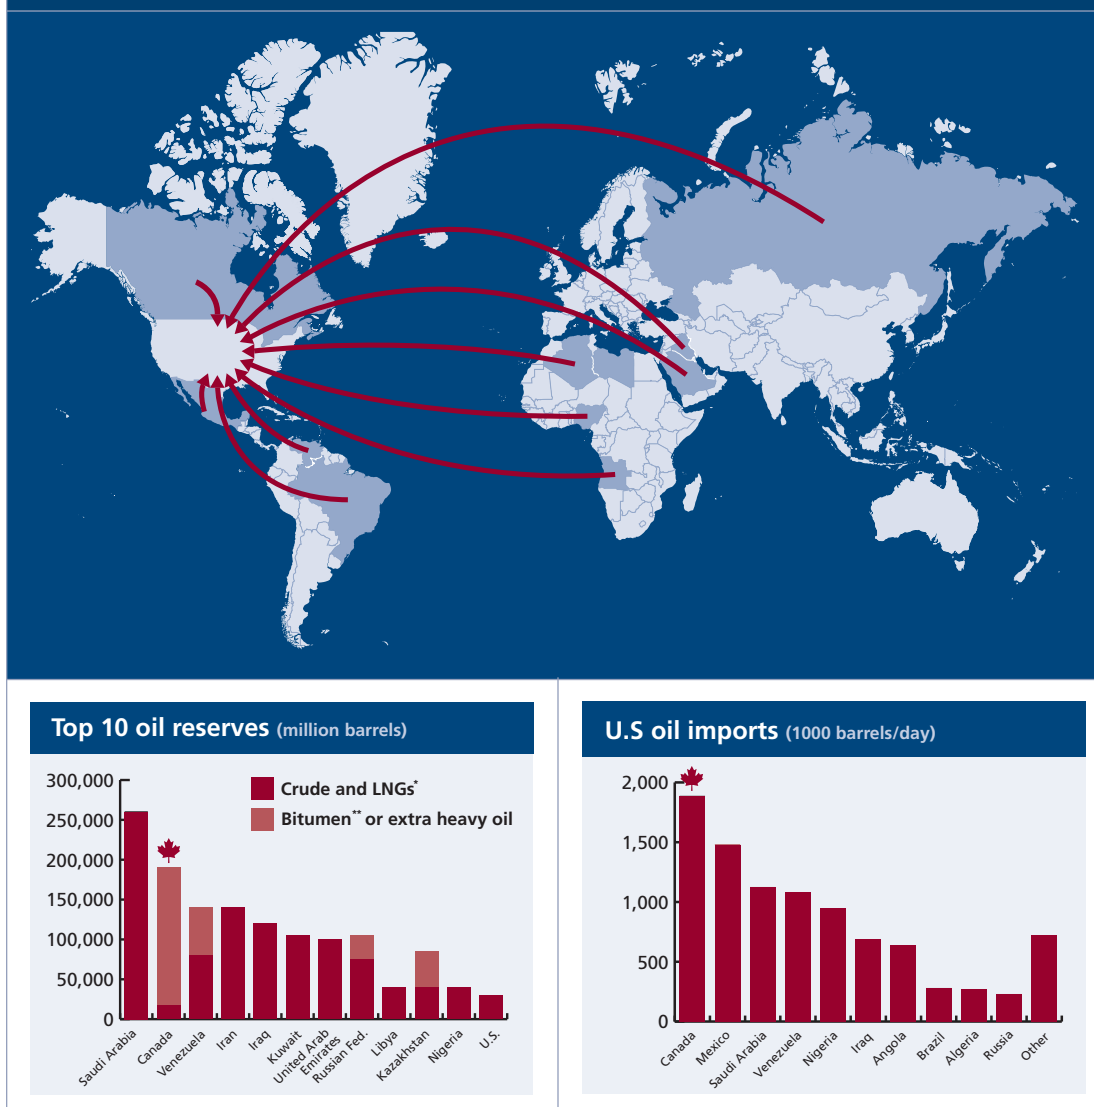 Top 10 oil reserves (million barrels)
300,000
250,000
200,000
150,000
100,000
50,000
0
Crude and LNGs*
Bitumen** or extra heavy oil
Saudi Arabia
Canada
Venezuela
Iran
Iraq
Kuwait
United Arab
Emirates
Russian Fed.
Libya
Kazakhstan
Nigeria
U.S.
U.S oil imports (1000 barrels/day)
2,000
1,500
1,000
500
0
Canada
Mexico
Saudi Arabia
Venezuela
Nigeria
Iraq
Angola
Brazil
Algeria
Russia
Other